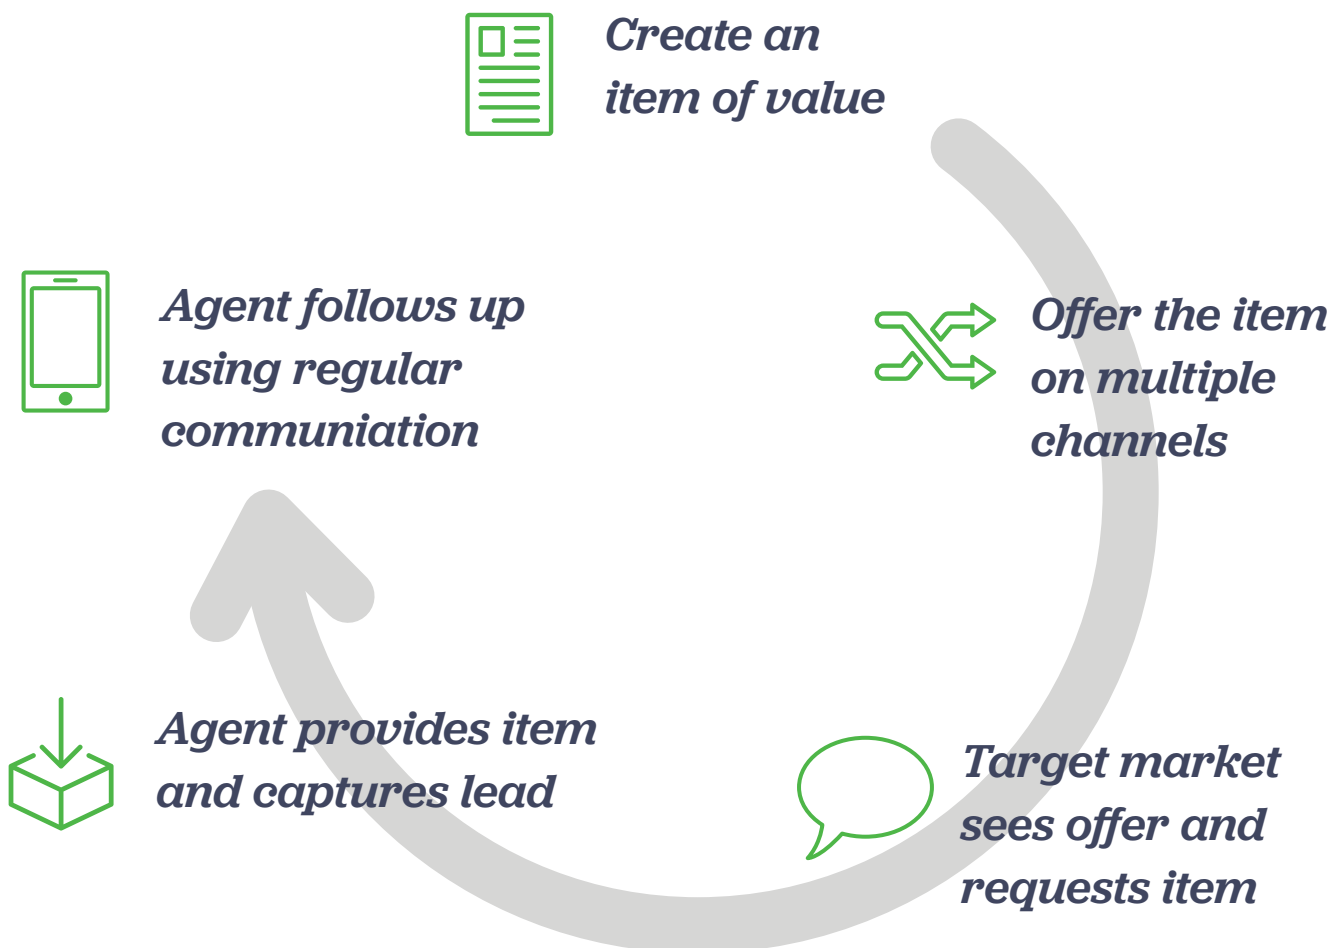 Create an
item of value
Offer the item
on multiple
channels
Target market
sees offer and
requests item
Agent provides item
and captures lead
Agent follows up
using regular
communiation